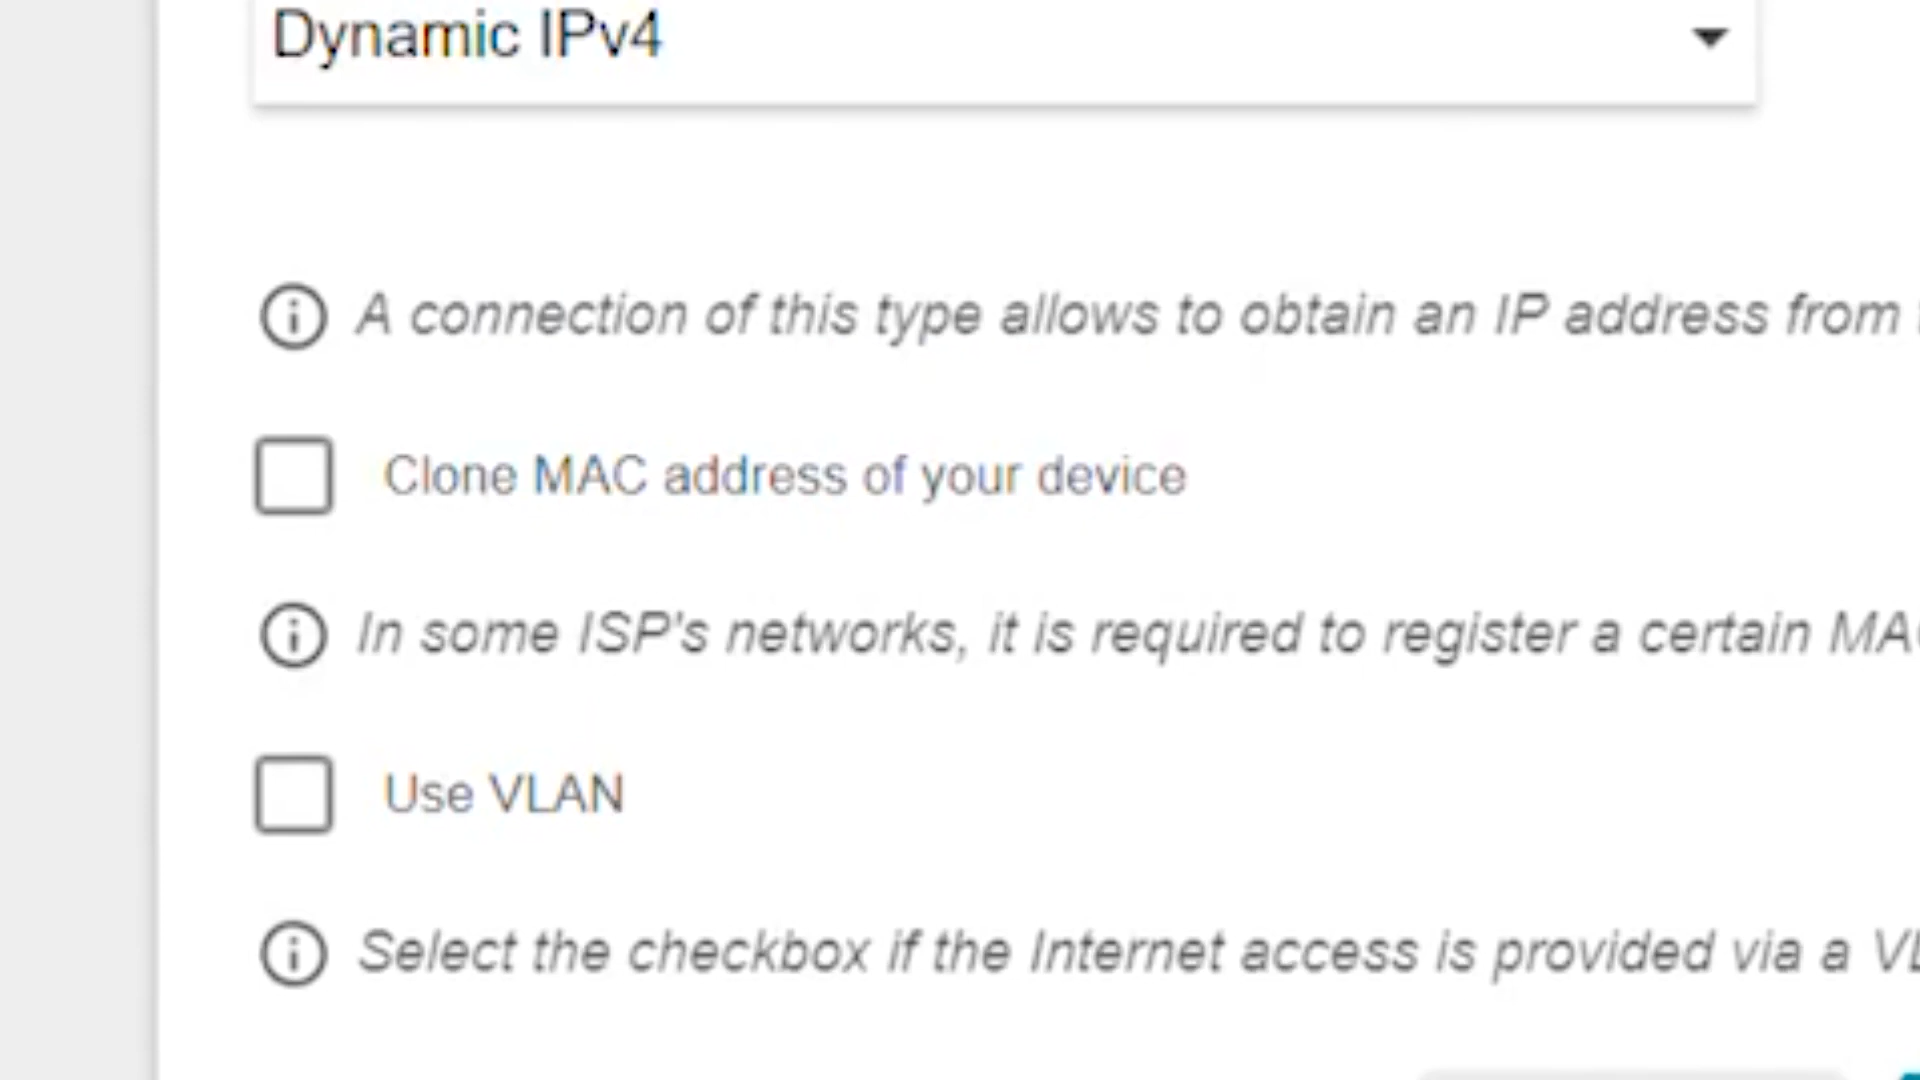 Dynamic IPv4
A connection of this type allows to obtain an IP address from
Clone MAC address of your device
In some ISP's networks, it is required to register a certain MA
Use VLAN
Select the checkbox if the Internet access is provided via a VL